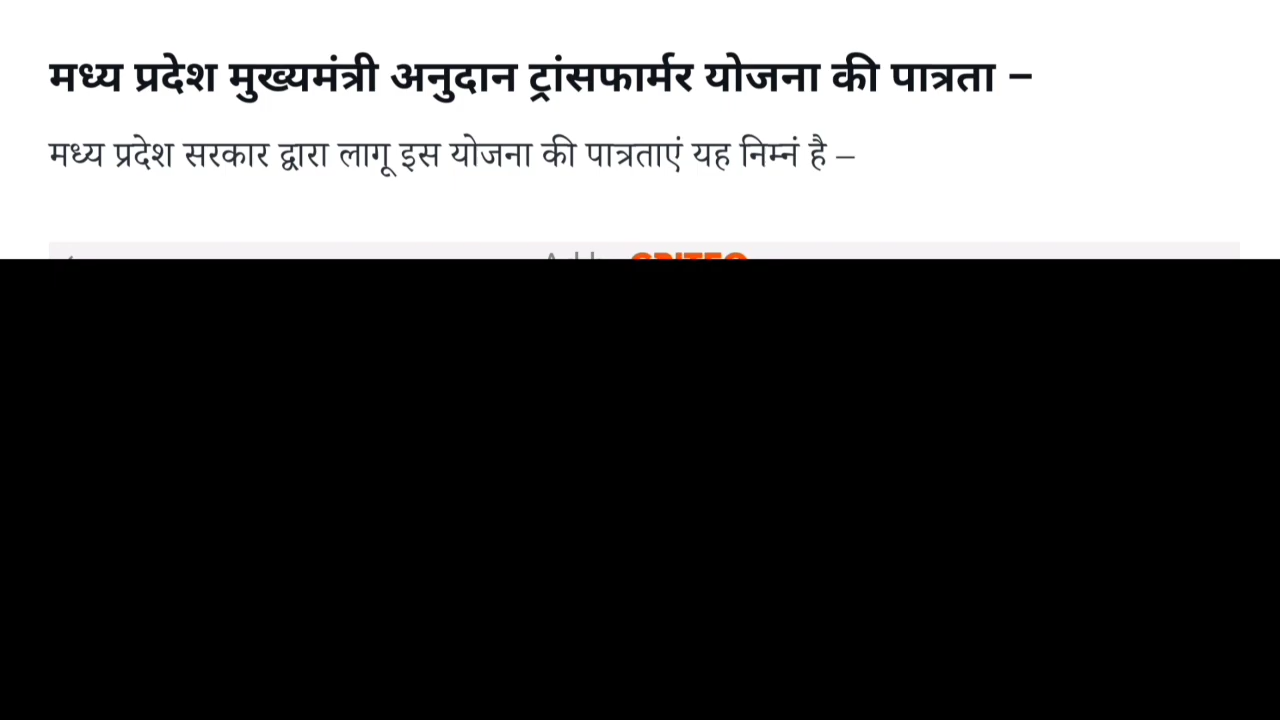 मध्य प्रदेश मुख्यमंत्री अनुदान ट्रांसफार्मर योजना की पात्रता –
मध्य प्रदेश सरकार द्वारा लागू इस योजना की पात्रताएं यह निम्नं है –